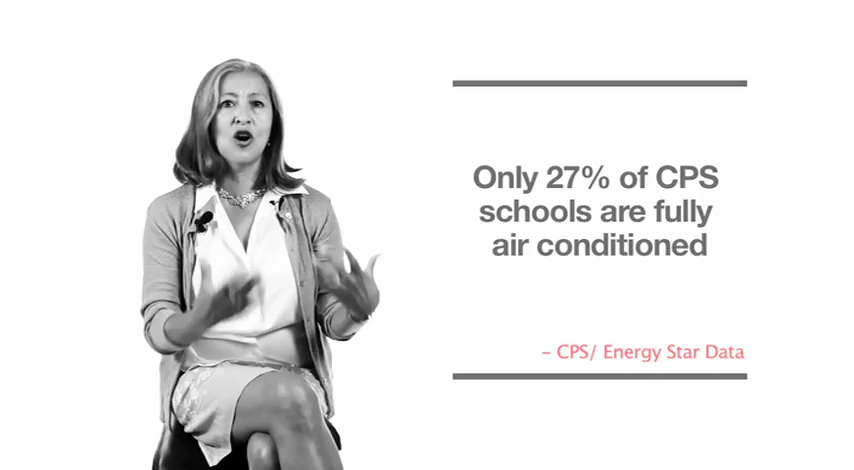 Only 27% of CPS
schools are fully
air conditioned
– CPS/ Energy Star Data